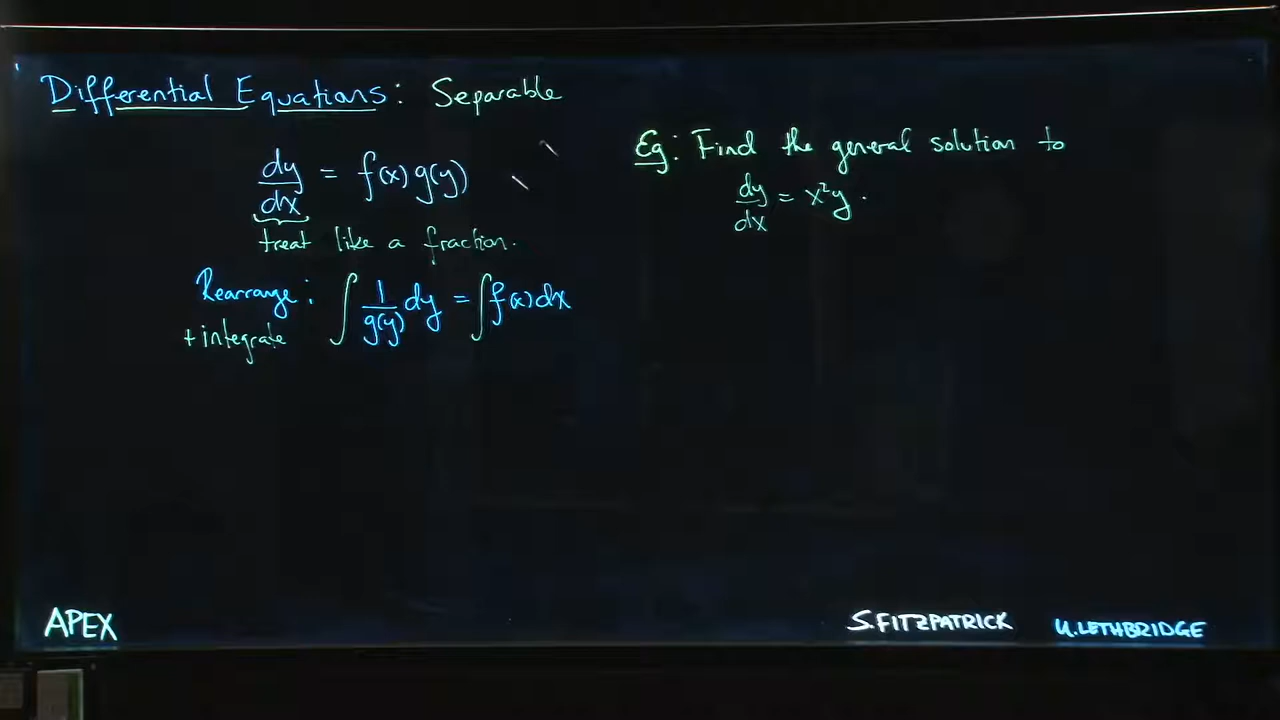 Differential Equations: Separable
dy/dx = f(x) g(y)
treat like a fraction.
Rearrange: ∫ 1/g(y) dy = ∫ f(x) dx
+ integrate
Eg: Find the general solution to
dy/dx = x²y.
APEX
S.FITZPATRICK
U.LETHBRIDGE